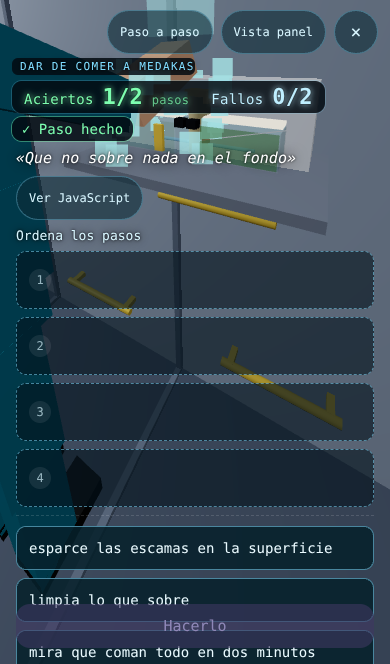 Paso a paso
Vista panel
×
DAR DE COMER A MEDAKAS
Aciertos 1/2 pasos Fallos 0/2
✓ Paso hecho
«Que no sobre nada en el fondo»
Ver JavaScript
Ordena los pasos
1
2
3
4
esparce las escamas en la superficie
limpia lo que sobre
Hacerlo
mira que coman todo en dos minutos